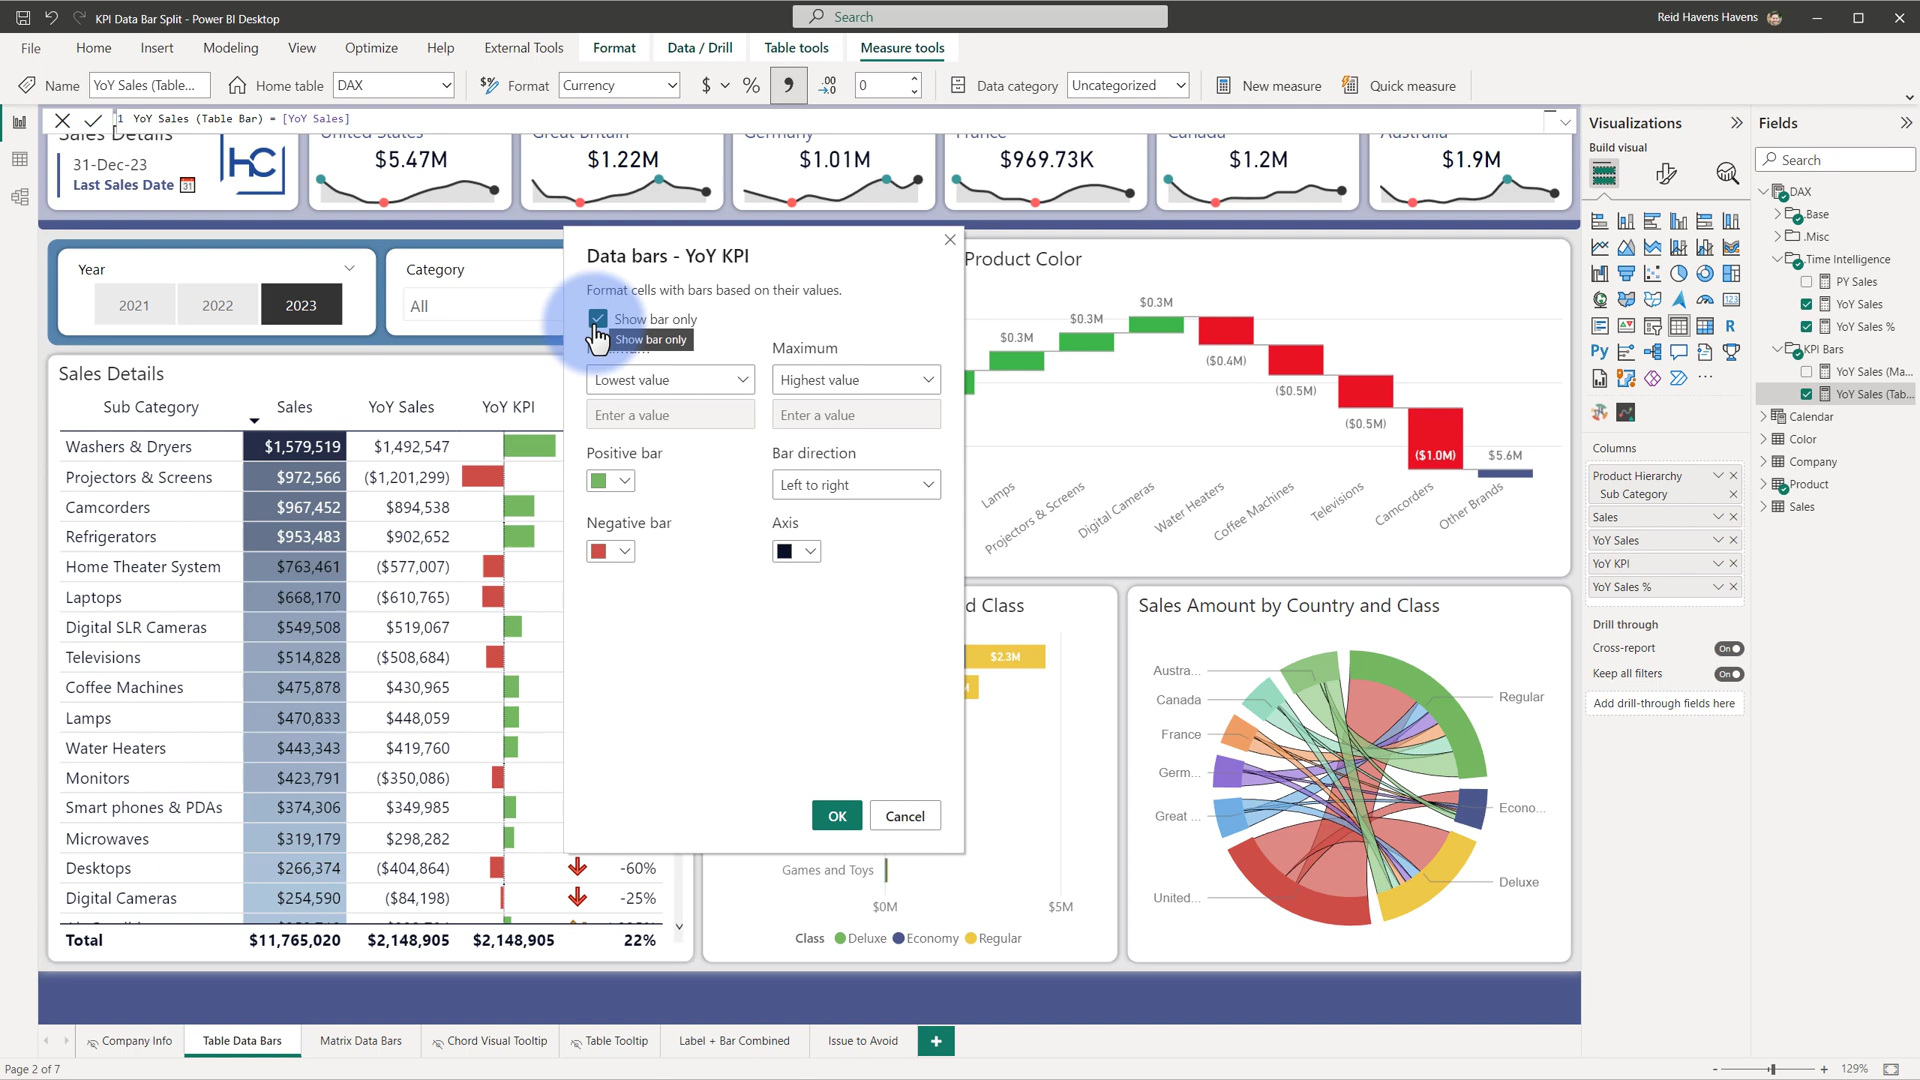 KPI Data Bar Split - Power BI Desktop
Search
Reid Havens Havens
File Home Insert Modeling View Optimize Help External Tools Format Data / Drill Table tools Measure tools
Name YoY Sales (Table... Home table DAX Format Currency $ % 0 Data category Uncategorized New measure Quick measure
1 YoY Sales (Table Bar) = [YoY Sales]
Sales Details
31-Dec-23
Last Sales Date
hc
United States
$5.47M
Great Britain
$1.22M
Germany
$1.01M
France
$969.73K
Canada
$1.2M
Australia
$1.9M
Year
2021 2022 2023
Category
All
Sales Details
Sub Category Sales YoY Sales YoY KPI
Washers & Dryers $1,579,519 $1,492,547
Projectors & Screens $972,566 ($1,201,299)
Camcorders $967,452 $894,538
Refrigerators $953,483 $902,652
Home Theater System $763,461 ($577,007)
Laptops $668,170 ($610,765)
Digital SLR Cameras $549,508 $519,067
Televisions $514,828 ($508,684)
Coffee Machines $475,878 $430,965
Lamps $470,833 $448,059
Water Heaters $443,343 $419,760
Monitors $423,791 ($350,086)
Smart phones & PDAs $374,306 $349,985
Microwaves $319,179 $298,282
Desktops $266,374 ($404,864) -60%
Digital Cameras $254,590 ($84,198) -25%
Total $11,765,020 $2,148,905 $2,148,905 22%
Data bars - YoY KPI
Format cells with bars based on their values.
Show bar only
Show bar only
Maximum
Lowest value Highest value
Enter a value Enter a value
Positive bar Bar direction
Left to right
Negative bar Axis
OK Cancel
Product Color
$0.3M
$0.3M
$0.3M
($0.4M)
($0.5M)
($0.5M)
($1.0M)
$5.6M
Lamps
Projectors & Screens
Digital Cameras
Water Heaters
Coffee Machines
Televisions
Camcorders
Other Brands
d Class
$2.3M
Games and Toys
$0M $5M
Class Deluxe Economy Regular
Sales Amount by Country and Class
Austra...
Canada
France
Germ...
Great ...
United...
Regular
Econo...
Deluxe
Visualizations
Build visual
Columns
Product Hierarchy
Sub Category
Sales
YoY Sales
YoY KPI
YoY Sales %
Drill through
Cross-report On
Keep all filters On
Add drill-through fields here
Fields
Search
DAX
.Base
.Misc
Time Intelligence
PY Sales
YoY Sales
YoY Sales %
KPI Bars
YoY Sales (Ma...
YoY Sales (Tab...
Calendar
Color
Company
Product
Sales
Company Info Table Data Bars Matrix Data Bars Chord Visual Tooltip Table Tooltip Label + Bar Combined Issue to Avoid +
Page 2 of 7
- + 129%